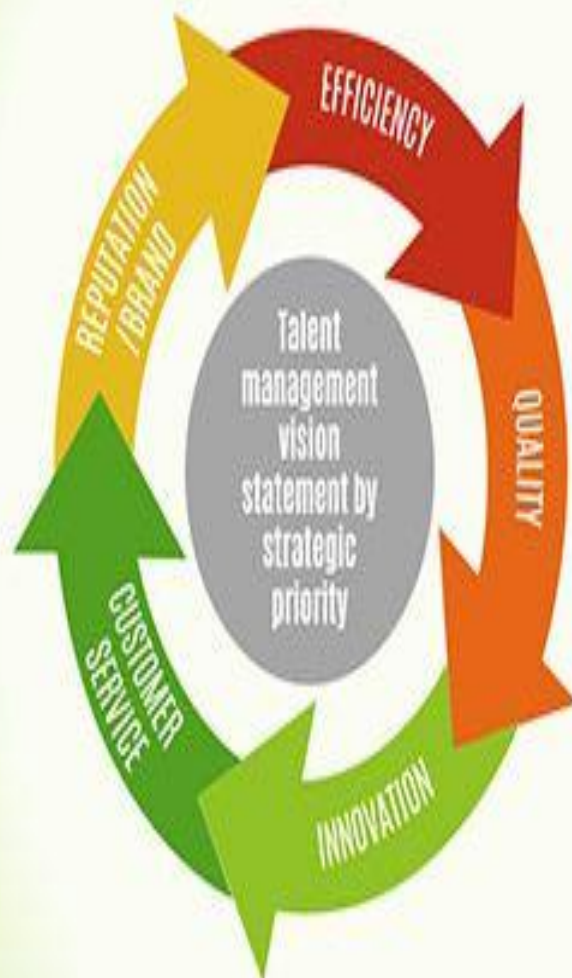 EFFICIENCY
QUALITY
INNOVATION
CUSTOMER
SERVICE
REPUTATION
/BRAND
Talent
management
vision
statement by
strategic
priority